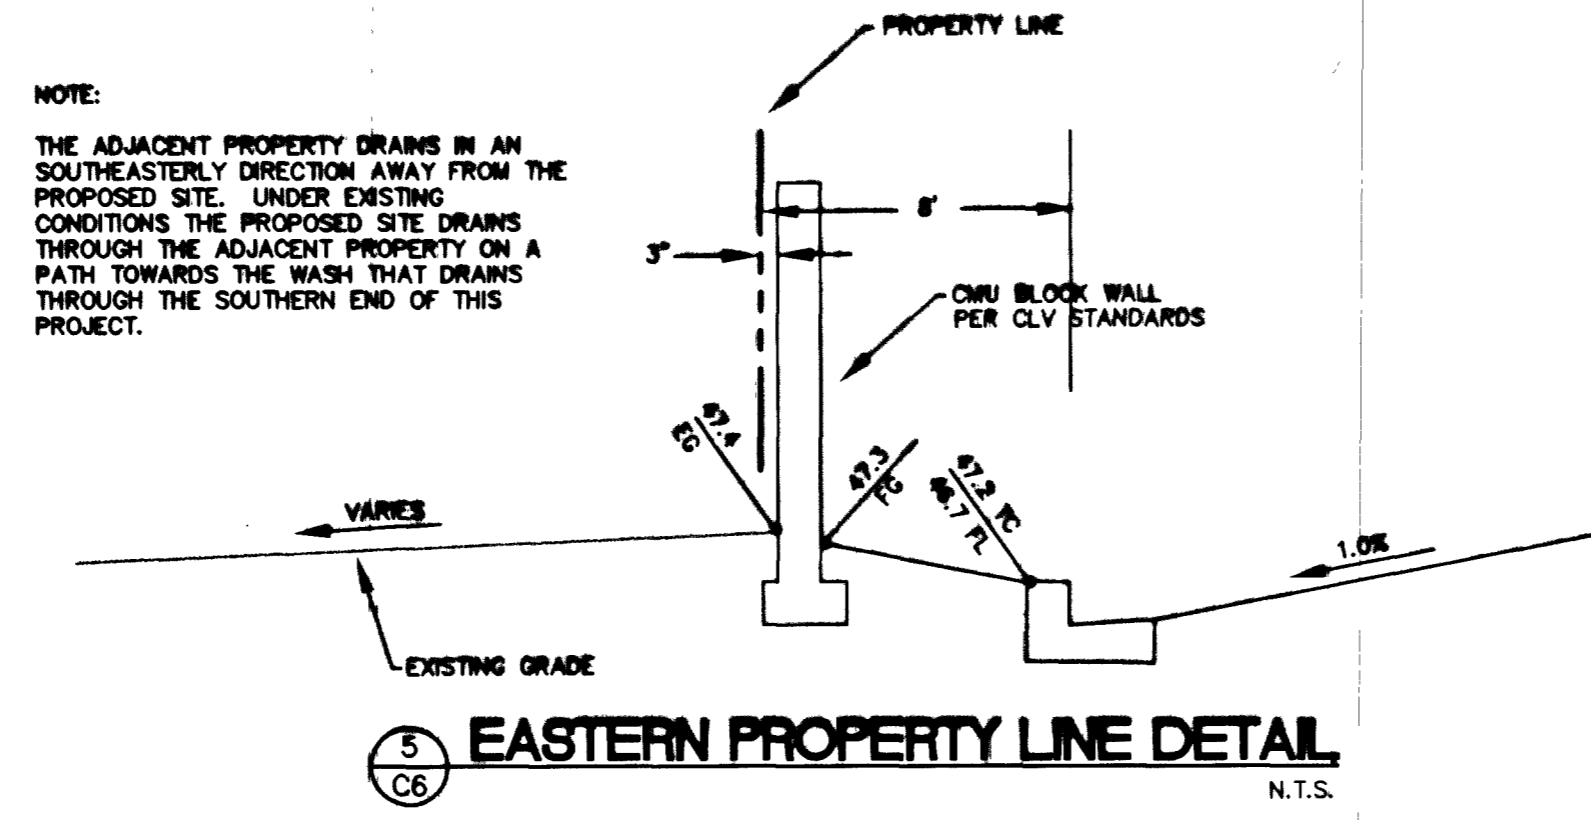 PROPERTY LINE
NOTE:
THE ADJACENT PROPERTY DRAINS IN AN
SOUTHEASTERLY DIRECTION AWAY FROM THE
PROPOSED SITE. UNDER EXISTING
CONDITIONS THE PROPOSED SITE DRAINS
THROUGH THE ADJACENT PROPERTY ON A
PATH TOWARDS THE WASH THAT DRAINS
THROUGH THE SOUTHERN END OF THIS
PROJECT.
3"
CMU BLOCK WALL
PER CLV STANDARDS
47.4
EG
47.3
FG
47.2 TC
46.7 FL
VARIES
1.0%
EXISTING GRADE
5
C6
EASTERN PROPERTY LINE DETAIL
N.T.S.